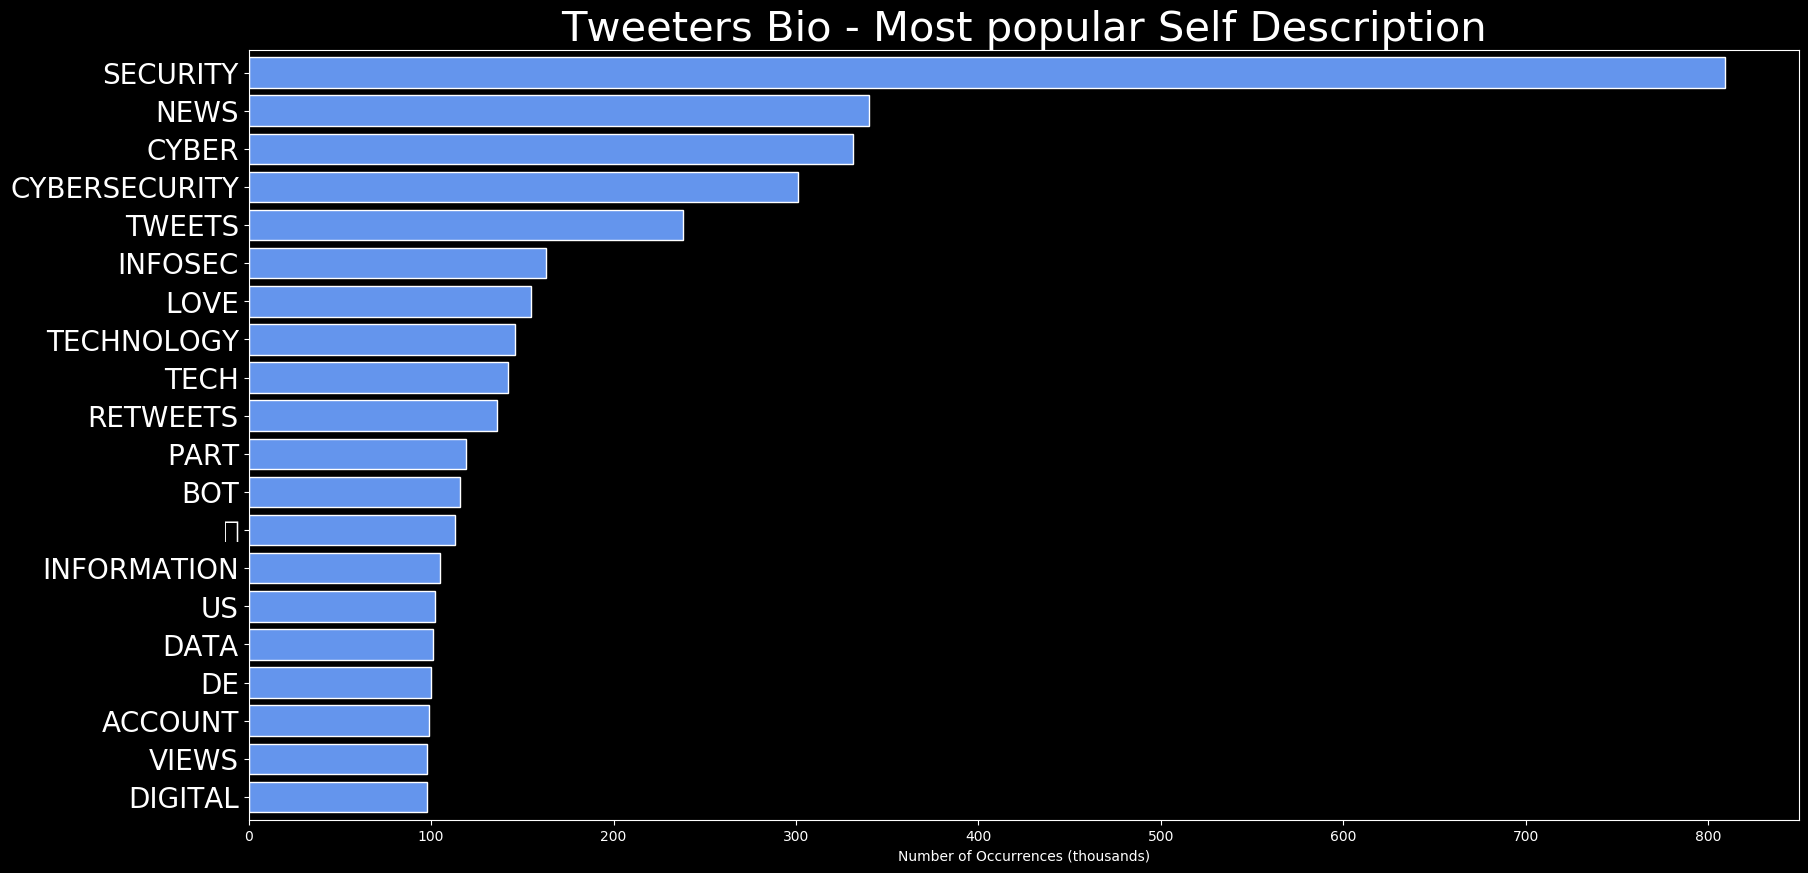 Tweeters Bio - Most popular Self Description
SECURITY
NEWS
CYBER
CYBERSECURITY
TWEETS
INFOSEC
LOVE
TECHNOLOGY
TECH
RETWEETS
PART
BOT
INFORMATION
US
DATA
DE
ACCOUNT
VIEWS
DIGITAL
0 100 200 300 400 500 600 700 800
Number of Occurrences (thousands)